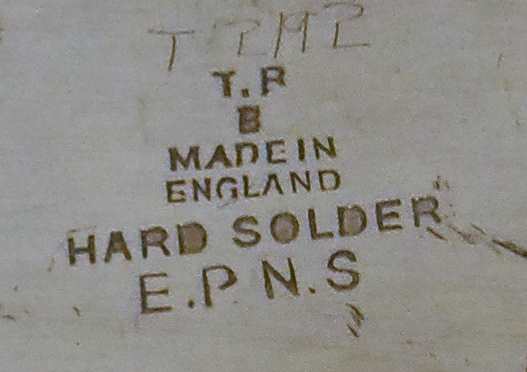 T.R
B
MADE IN
ENGLAND
HARD SOLDER
E.P.N.S